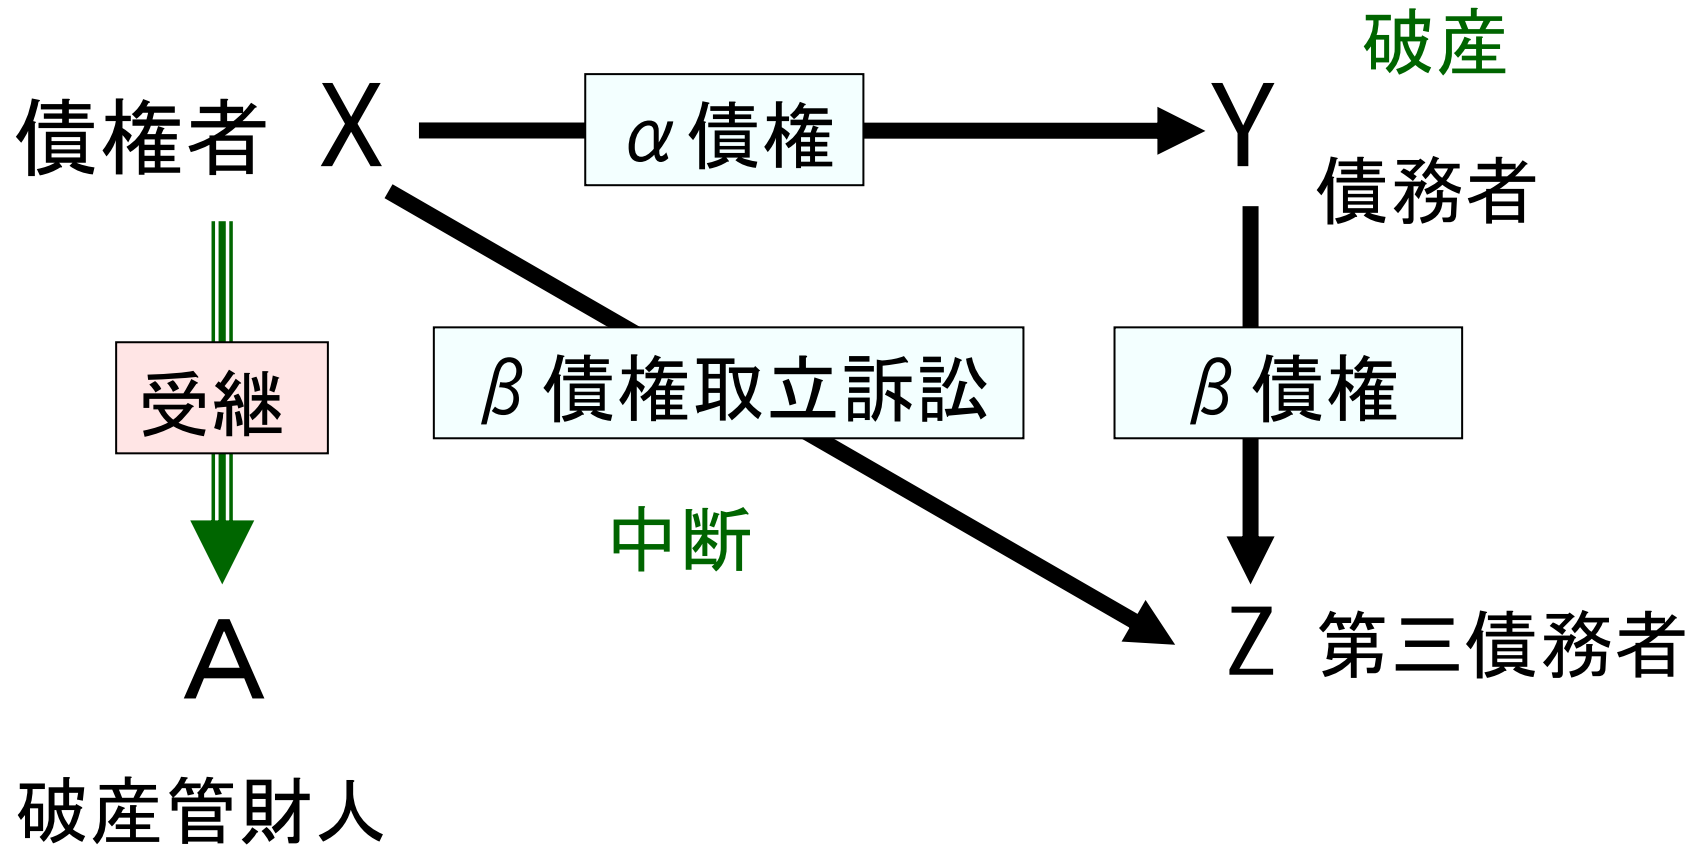 破産
債権者 X
α債権
Y
債務者
受継
β債権取立訴訟
β債権
中断
A
Z 第三債務者
破産管財人